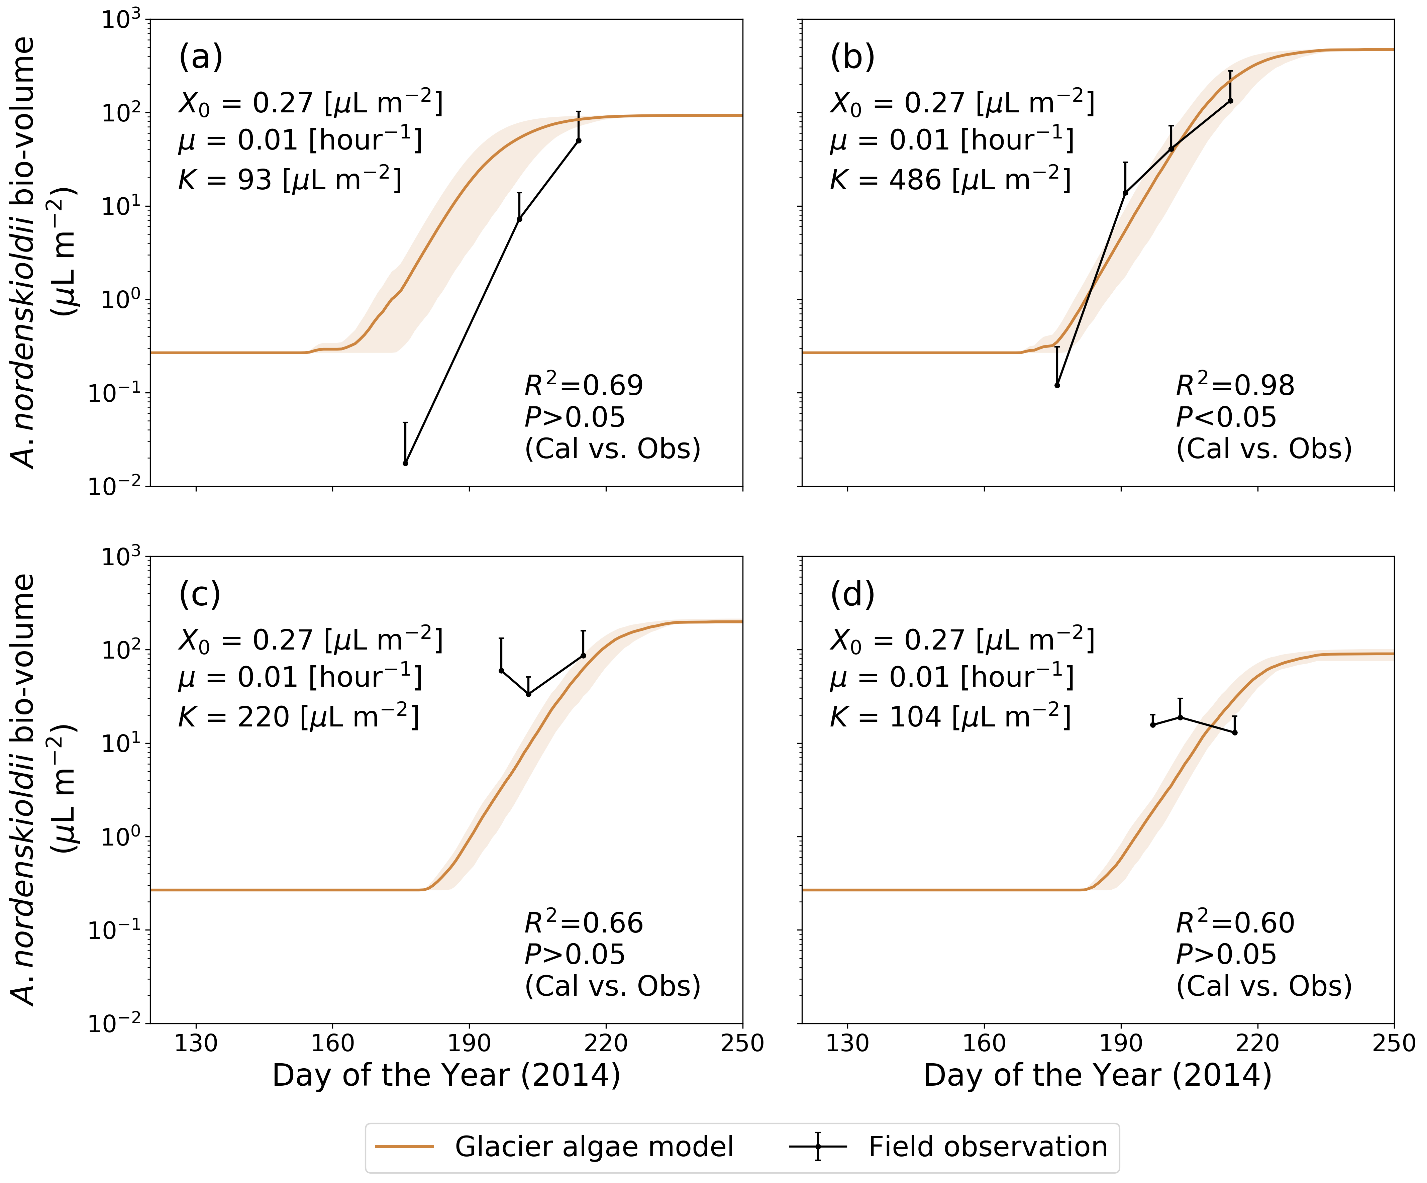 A. nordenskioldii bio-volume
(μL m⁻²)
10³
10²
10¹
10⁰
10⁻¹
10⁻²
(a)
X₀ = 0.27 [μL m⁻²]
μ = 0.01 [hour⁻¹]
K = 93 [μL m⁻²]
R²=0.69
P>0.05
(Cal vs. Obs)
(b)
X₀ = 0.27 [μL m⁻²]
μ = 0.01 [hour⁻¹]
K = 486 [μL m⁻²]
R²=0.98
P<0.05
(Cal vs. Obs)
A. nordenskioldii bio-volume
(μL m⁻²)
10³
10²
10¹
10⁰
10⁻¹
10⁻²
(c)
X₀ = 0.27 [μL m⁻²]
μ = 0.01 [hour⁻¹]
K = 220 [μL m⁻²]
R²=0.66
P>0.05
(Cal vs. Obs)
130 160 190 220 250
Day of the Year (2014)
(d)
X₀ = 0.27 [μL m⁻²]
μ = 0.01 [hour⁻¹]
K = 104 [μL m⁻²]
R²=0.60
P>0.05
(Cal vs. Obs)
130 160 190 220 250
Day of the Year (2014)
Glacier algae model
Field observation